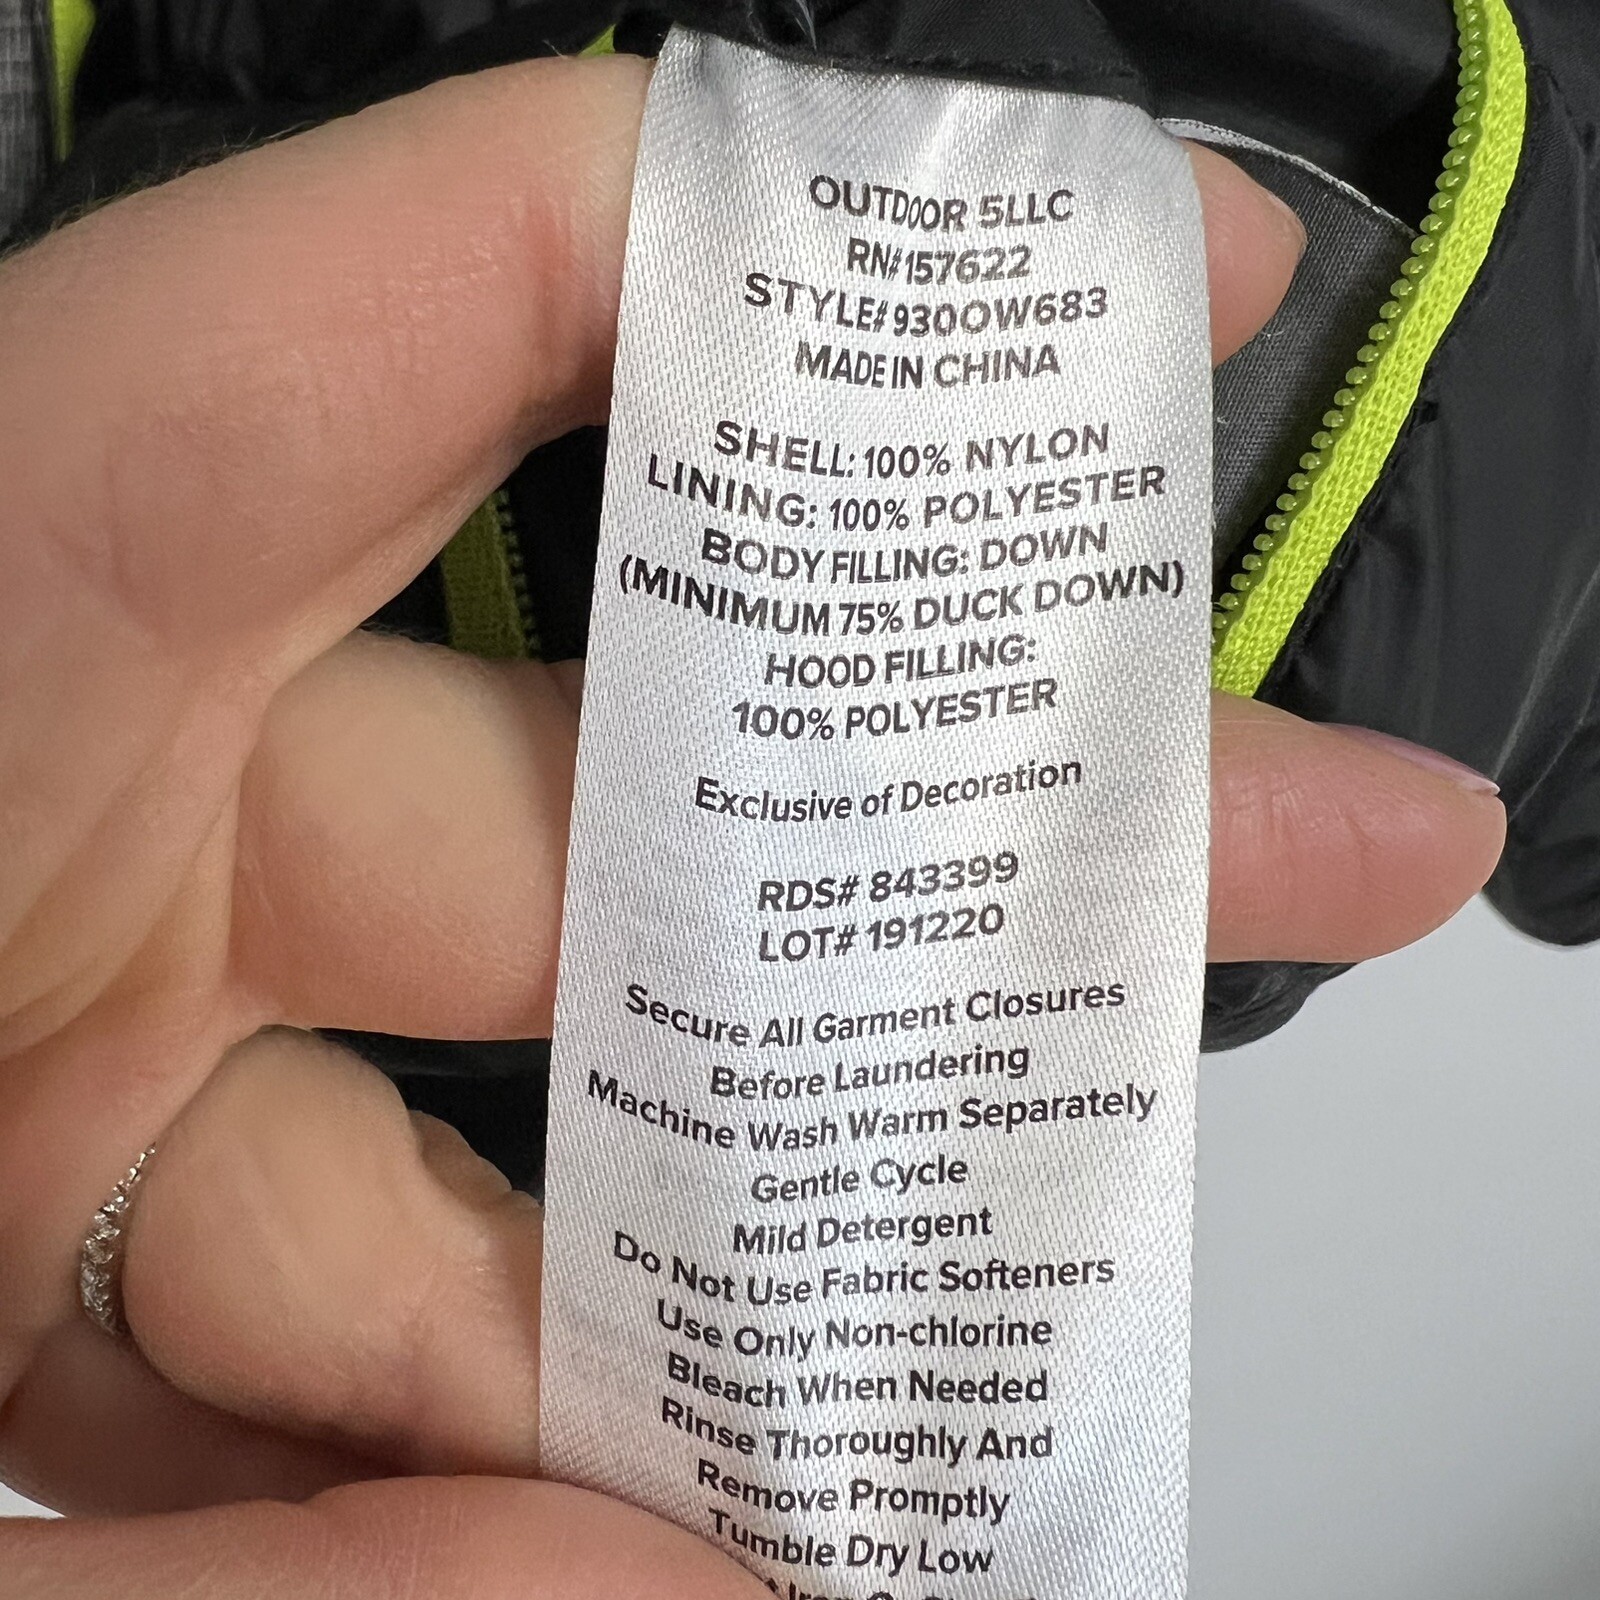 OUTDOOR 5LLC
RN#157622
STYLE#930OW683
MADE IN CHINA
SHELL: 100% NYLON
LINING: 100% POLYESTER
BODY FILLING: DOWN
(MINIMUM 75% DUCK DOWN)
HOOD FILLING:
100% POLYESTER
Exclusive of Decoration
RDS# 843399
LOT# 191220
Secure All Garment Closures
Before Laundering
Machine Wash Warm Separately
Gentle Cycle
Mild Detergent
Do Not Use Fabric Softeners
Use Only Non-chlorine
Bleach When Needed
Rinse Thoroughly And
Remove Promptly
Tumble Dry Low